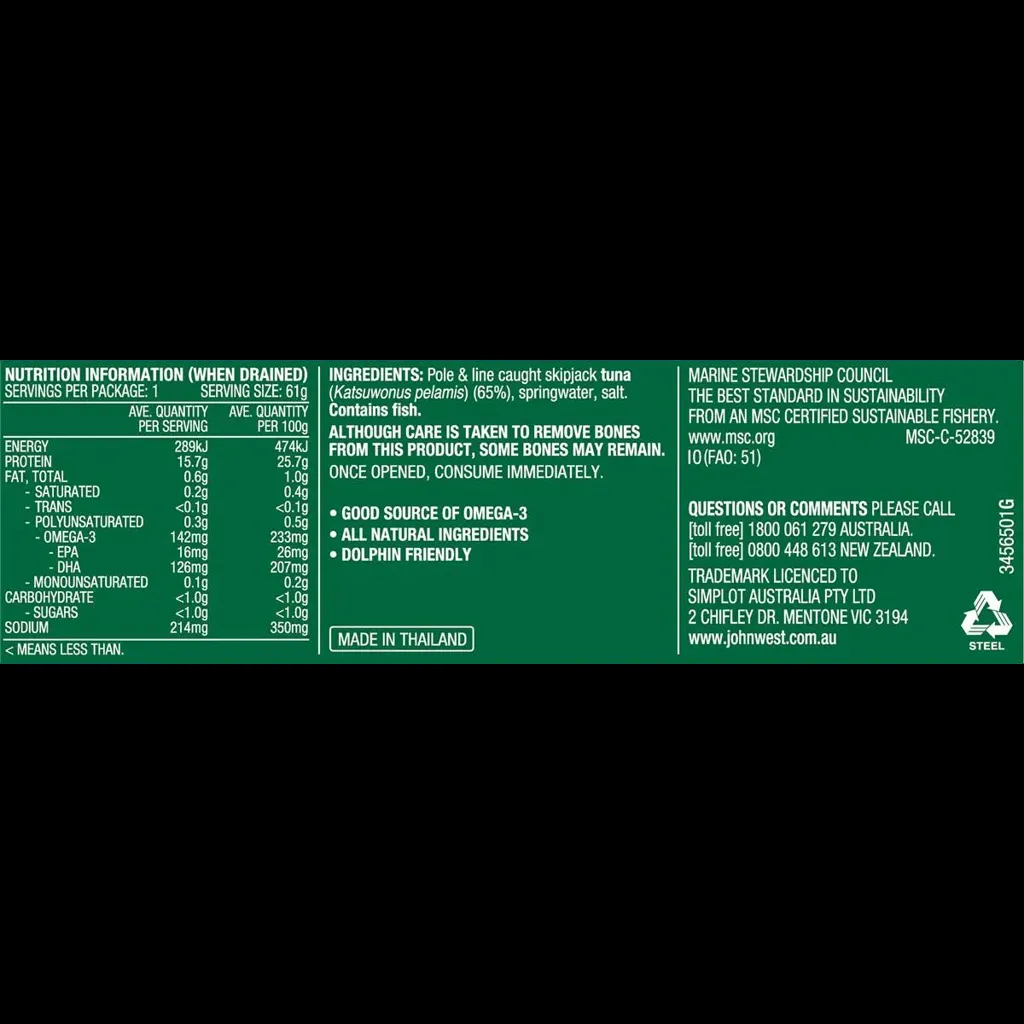 NUTRITION INFORMATION (WHEN DRAINED)
SERVINGS PER PACKAGE: 1 SERVING SIZE: 61g
AVE. QUANTITY AVE. QUANTITY
PER SERVING PER 100g
ENERGY 289kJ 474kJ
PROTEIN 15.7g 25.7g
FAT, TOTAL 0.6g 1.0g
- SATURATED 0.2g 0.4g
- TRANS <0.1g <0.1g
- POLYUNSATURATED 0.3g 0.5g
- OMEGA-3 142mg 233mg
- EPA 16mg 26mg
- DHA 126mg 207mg
- MONOUNSATURATED 0.1g 0.2g
CARBOHYDRATE <1.0g <1.0g
- SUGARS <1.0g <1.0g
SODIUM 214mg 350mg
< MEANS LESS THAN.
INGREDIENTS: Pole & line caught skipjack tuna
(Katsuwonus pelamis) (65%), springwater, salt.
Contains fish.
ALTHOUGH CARE IS TAKEN TO REMOVE BONES
FROM THIS PRODUCT, SOME BONES MAY REMAIN.
ONCE OPENED, CONSUME IMMEDIATELY.
• GOOD SOURCE OF OMEGA-3
• ALL NATURAL INGREDIENTS
• DOLPHIN FRIENDLY
MADE IN THAILAND
MARINE STEWARDSHIP COUNCIL
THE BEST STANDARD IN SUSTAINABILITY
FROM AN MSC CERTIFIED SUSTAINABLE FISHERY.
www.msc.org MSC-C-52839
IO (FAO: 51)
QUESTIONS OR COMMENTS PLEASE CALL
[toll free] 1800 061 279 AUSTRALIA.
[toll free] 0800 448 613 NEW ZEALAND.
TRADEMARK LICENCED TO
SIMPLOT AUSTRALIA PTY LTD
2 CHIFLEY DR. MENTONE VIC 3194
www.johnwest.com.au
3456501G
STEEL